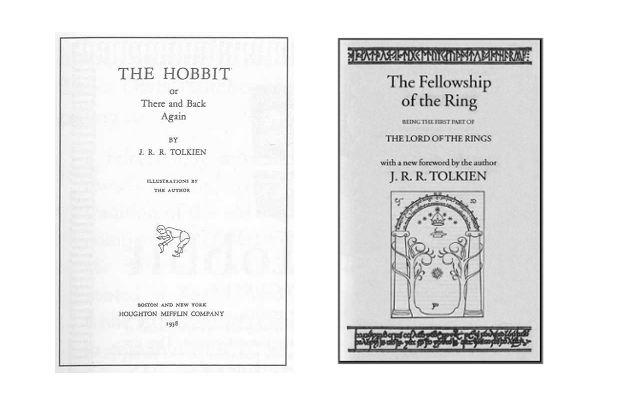 THE HOBBIT
or
There and Back
Again
BY
J. R. R. TOLKIEN
ILLUSTRATIONS BY
THE AUTHOR
BOSTON AND NEW YORK
HOUGHTON MIFFLIN COMPANY
1938
The Fellowship
of the Ring
BEING THE FIRST PART OF
THE LORD OF THE RINGS
with a new foreword by the author
J. R. R. TOLKIEN